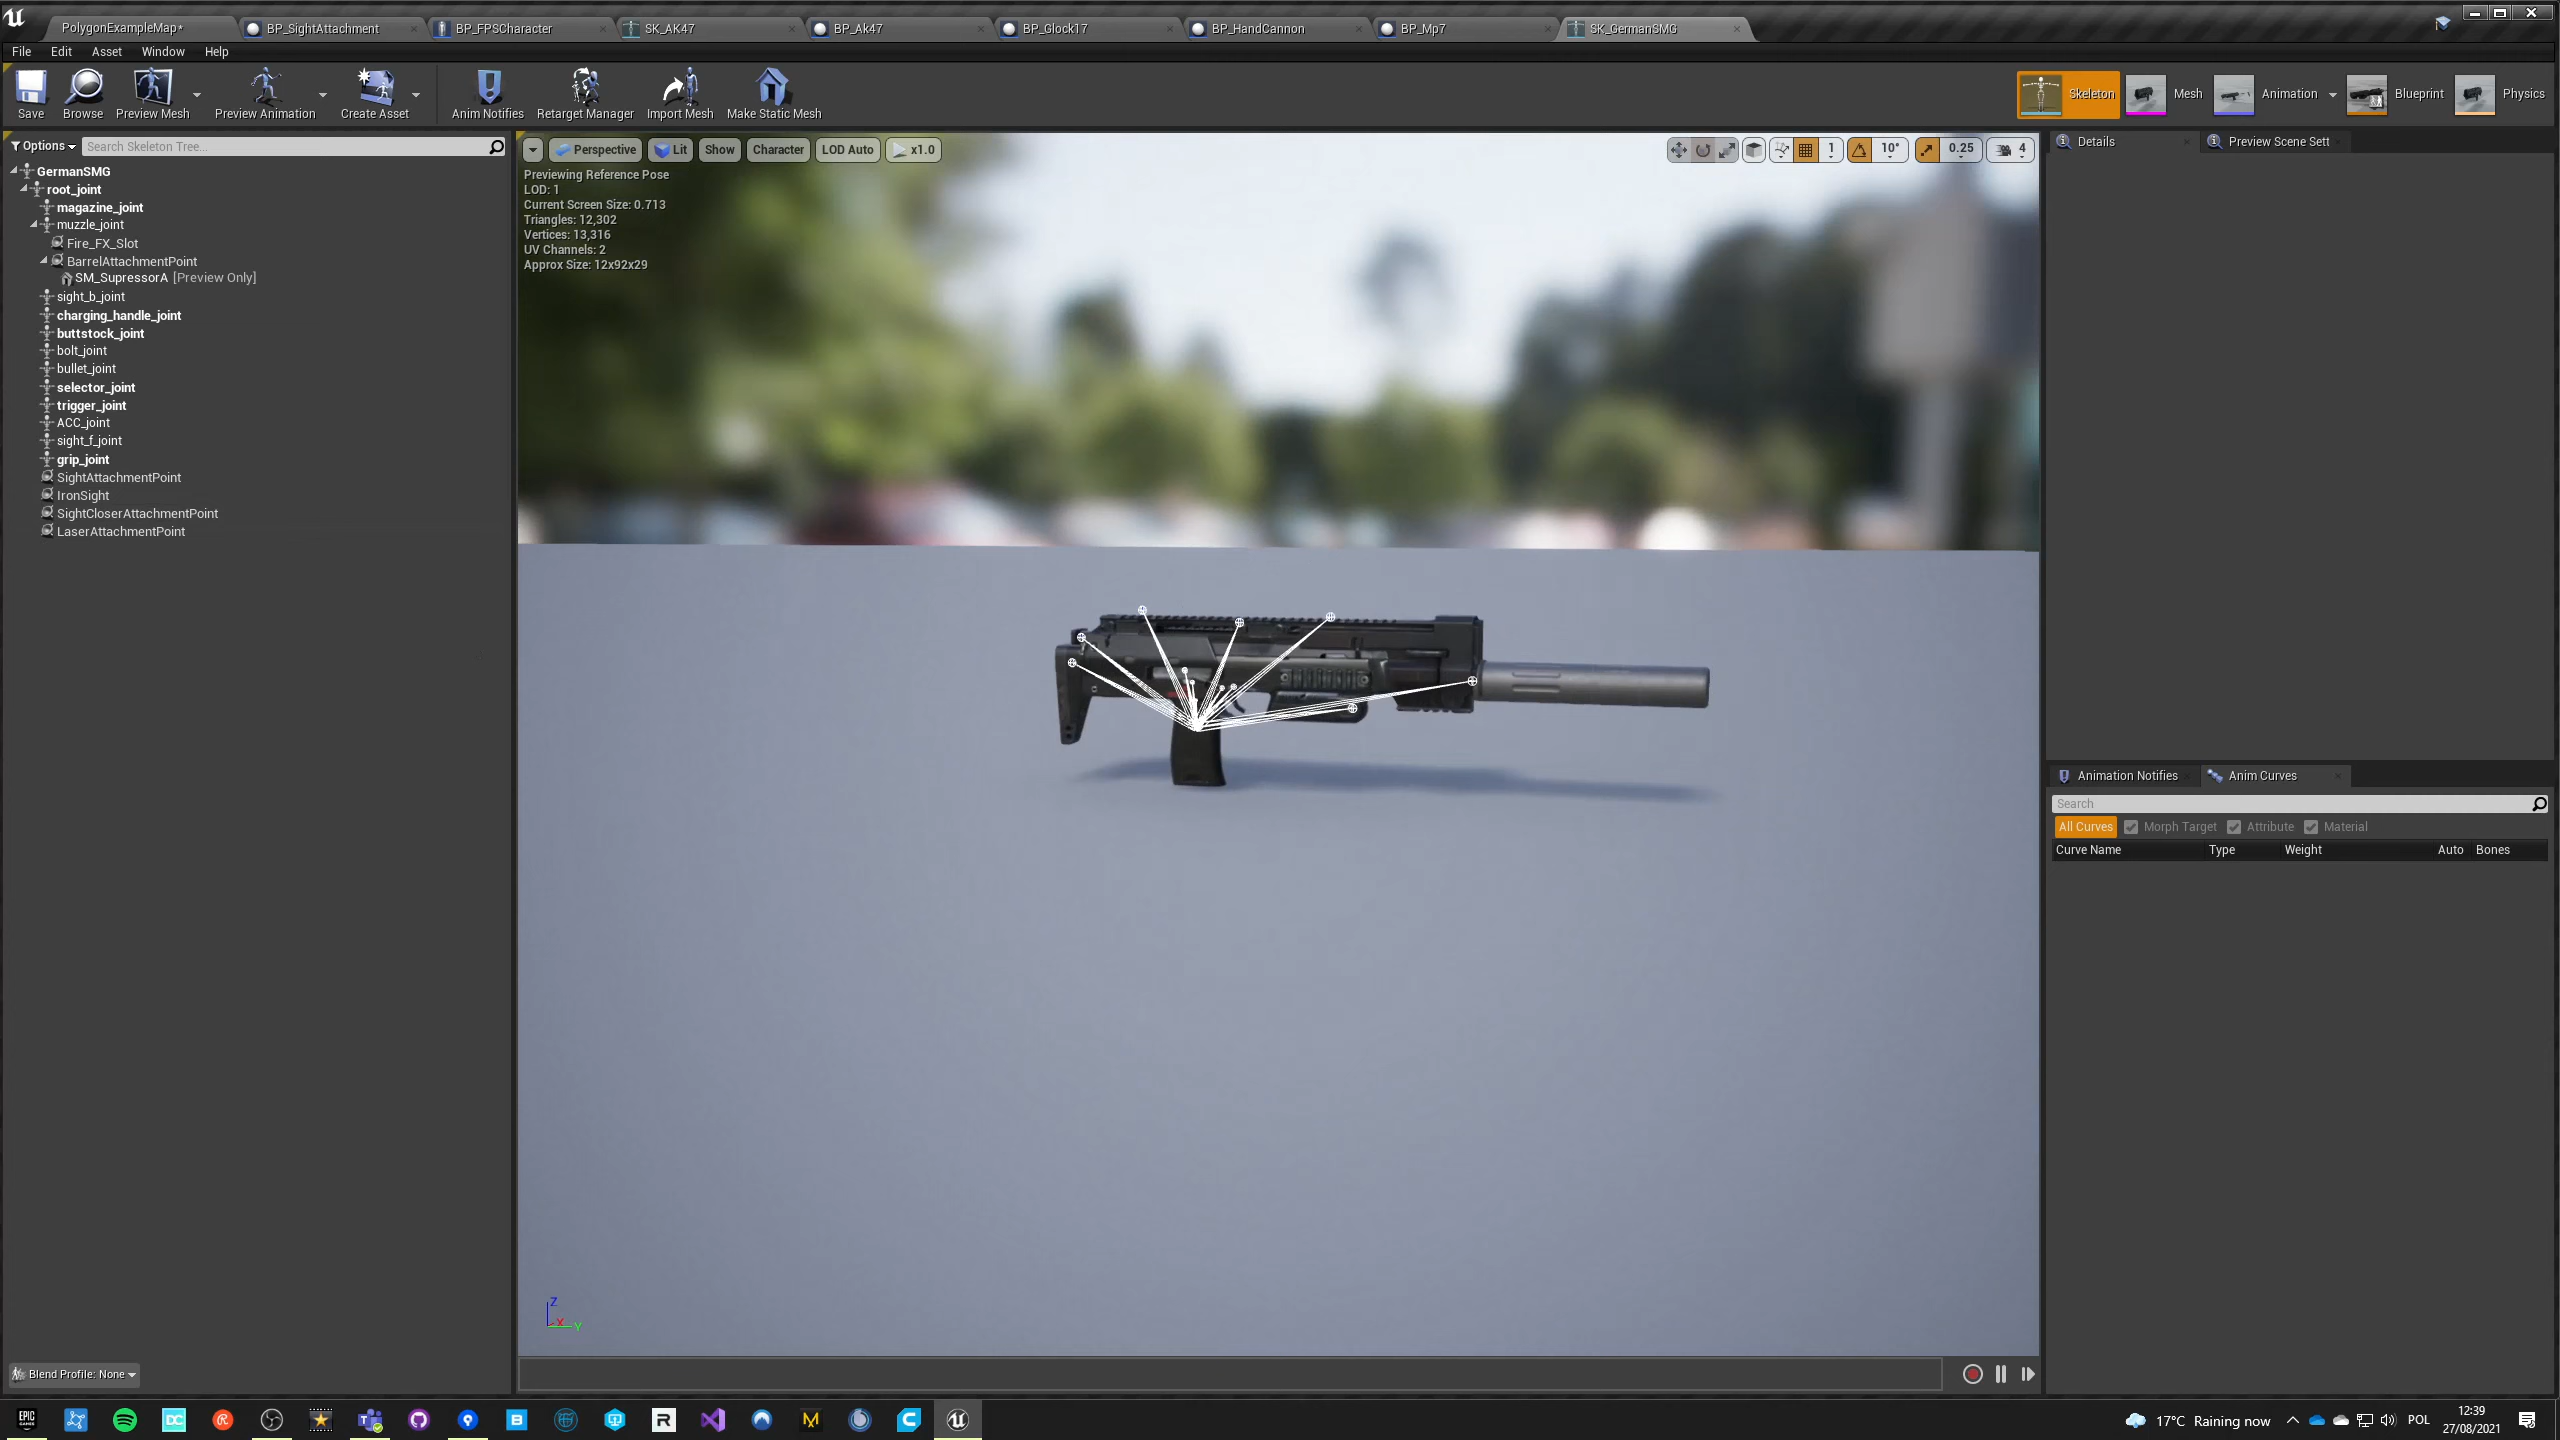 PolygonExampleMap*
BP_SightAttachment
BP_FPSCharacter
SK_AK47
BP_Ak47
BP_Glock17
BP_HandCannon
BP_Mp7
SK_GermanSMG
File Edit Asset Window Help
Save
Browse
Preview Mesh
Preview Animation
Create Asset
Anim Notifies
Retarget Manager
Import Mesh
Make Static Mesh
Skeleton
Mesh
Animation
Blueprint
Physics
Options
Search Skeleton Tree...
GermanSMG
root_joint
magazine_joint
muzzle_joint
Fire_FX_Slot
BarrelAttachmentPoint
SM_SupressorA [Preview Only]
sight_b_joint
charging_handle_joint
buttstock_joint
bolt_joint
bullet_joint
selector_joint
trigger_joint
ACC_joint
sight_f_joint
grip_joint
SightAttachmentPoint
IronSight
SightCloserAttachmentPoint
LaserAttachmentPoint
Blend Profile: None
Perspective
Lit
Show
Character
LOD Auto
x1.0
1
10°
0.25
4
Previewing Reference Pose
LOD: 1
Current Screen Size: 0.713
Triangles: 12,302
Vertices: 13,316
UV Channels: 2
Approx Size: 12x92x29
Z
X
Y
Details
Preview Scene Sett
Animation Notifies
Anim Curves
Search
All Curves
Morph Target
Attribute
Material
Curve Name Type Weight Auto Bones
EPIC
GAMES
DC
R
B
R
M
C
17°C Raining now
POL
12:39
27/08/2021